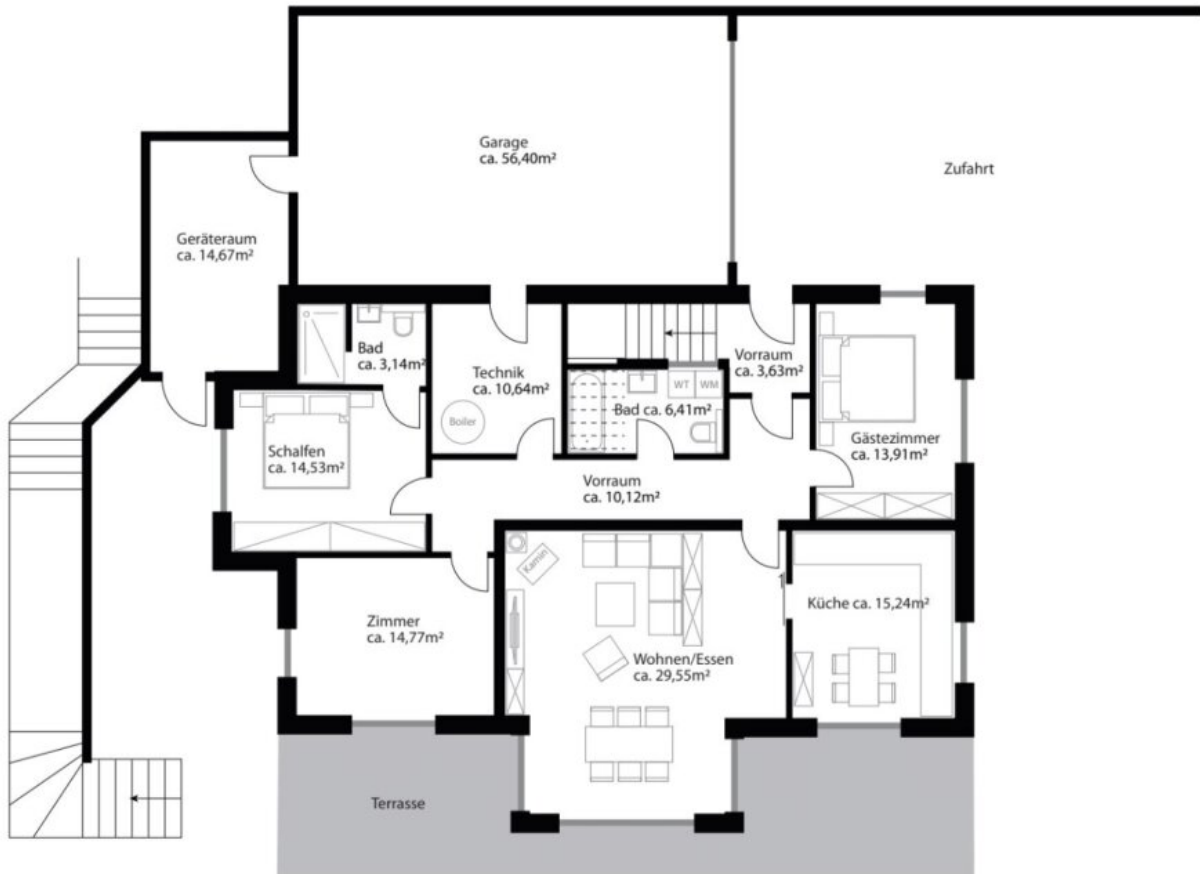 Garage
ca. 56,40m²
Zufahrt
Geräteraum
ca. 14,67m²
Bad
ca. 3,14m²
Technik
ca. 10,64m²
Boiler
Vorraum
ca. 3,63m²
WT
WM
Bad ca. 6,41m²
Gästezimmer
ca. 13,91m²
Schalfen
ca. 14,53m²
Vorraum
ca. 10,12m²
Kamin
Zimmer
ca. 14,77m²
Wohnen/Essen
ca. 29,55m²
Küche ca. 15,24m²
Terrasse